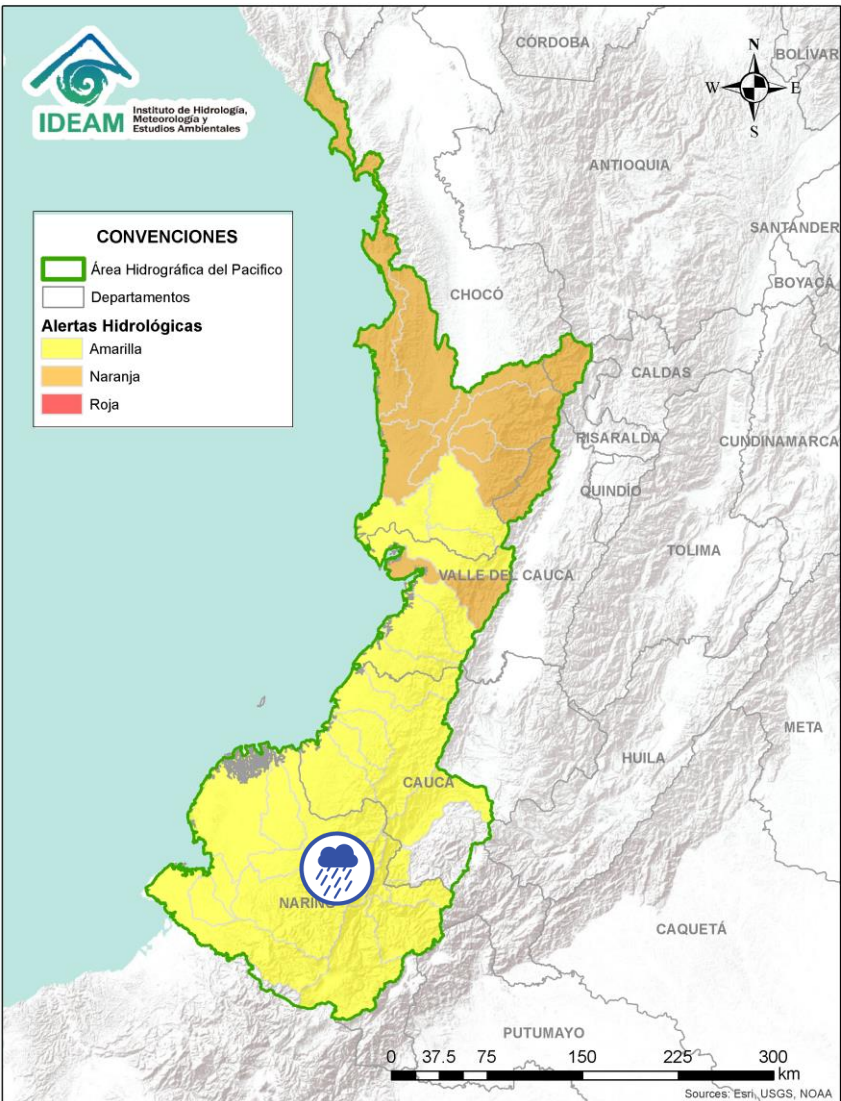 IDEAM
Instituto de Hidrología,
Meteorología y
Estudios Ambientales
N
W
E
S
CÓRDOBA
BOLÍVAR
ANTIOQUIA
SANTANDER
BOYACÁ
CONVENCIONES
Área Hidrográfica del Pacifico
Departamentos
Alertas Hidrológicas
Amarilla
Naranja
Roja
CHOCÓ
CALDAS
RISARALDA
CUNDINAMARCA
QUINDÍO
TOLIMA
VALLE DEL CAUCA
META
HUILA
CAUCA
NARIÑO
CAQUETÁ
PUTUMAYO
0 37.5 75 150 225 300
km
Sources: Esri, USGS, NOAA